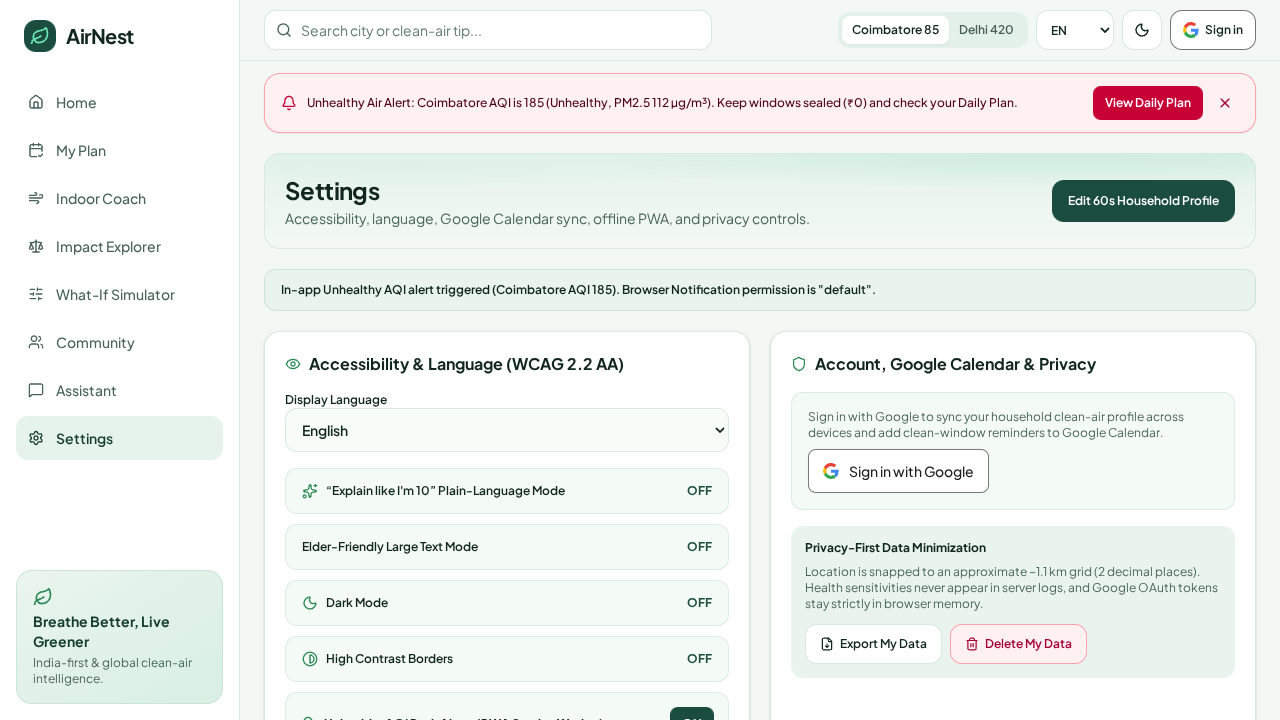 AirNest
Search city or clean-air tip...
Coimbatore 85
Delhi 420
EN
Sign in
Home
My Plan
Indoor Coach
Impact Explorer
What-If Simulator
Community
Assistant
Settings
Breathe Better, Live
Greener
India-first & global clean-air
intelligence.
Unhealthy Air Alert: Coimbatore AQI is 185 (Unhealthy, PM2.5 112 µg/m³). Keep windows sealed (₹0) and check your Daily Plan.
View Daily Plan
Settings
Accessibility, language, Google Calendar sync, offline PWA, and privacy controls.
Edit 60s Household Profile
In-app Unhealthy AQI alert triggered (Coimbatore AQI 185). Browser Notification permission is "default".
Accessibility & Language (WCAG 2.2 AA)
Display Language
English
“Explain like I'm 10” Plain-Language Mode
OFF
Elder-Friendly Large Text Mode
OFF
Dark Mode
OFF
High Contrast Borders
OFF
Account, Google Calendar & Privacy
Sign in with Google to sync your household clean-air profile across
devices and add clean-window reminders to Google Calendar.
Sign in with Google
Privacy-First Data Minimization
Location is snapped to an approximate ~1.1 km grid (2 decimal places).
Health sensitivities never appear in server logs, and Google OAuth tokens
stay strictly in browser memory.
Export My Data
Delete My Data